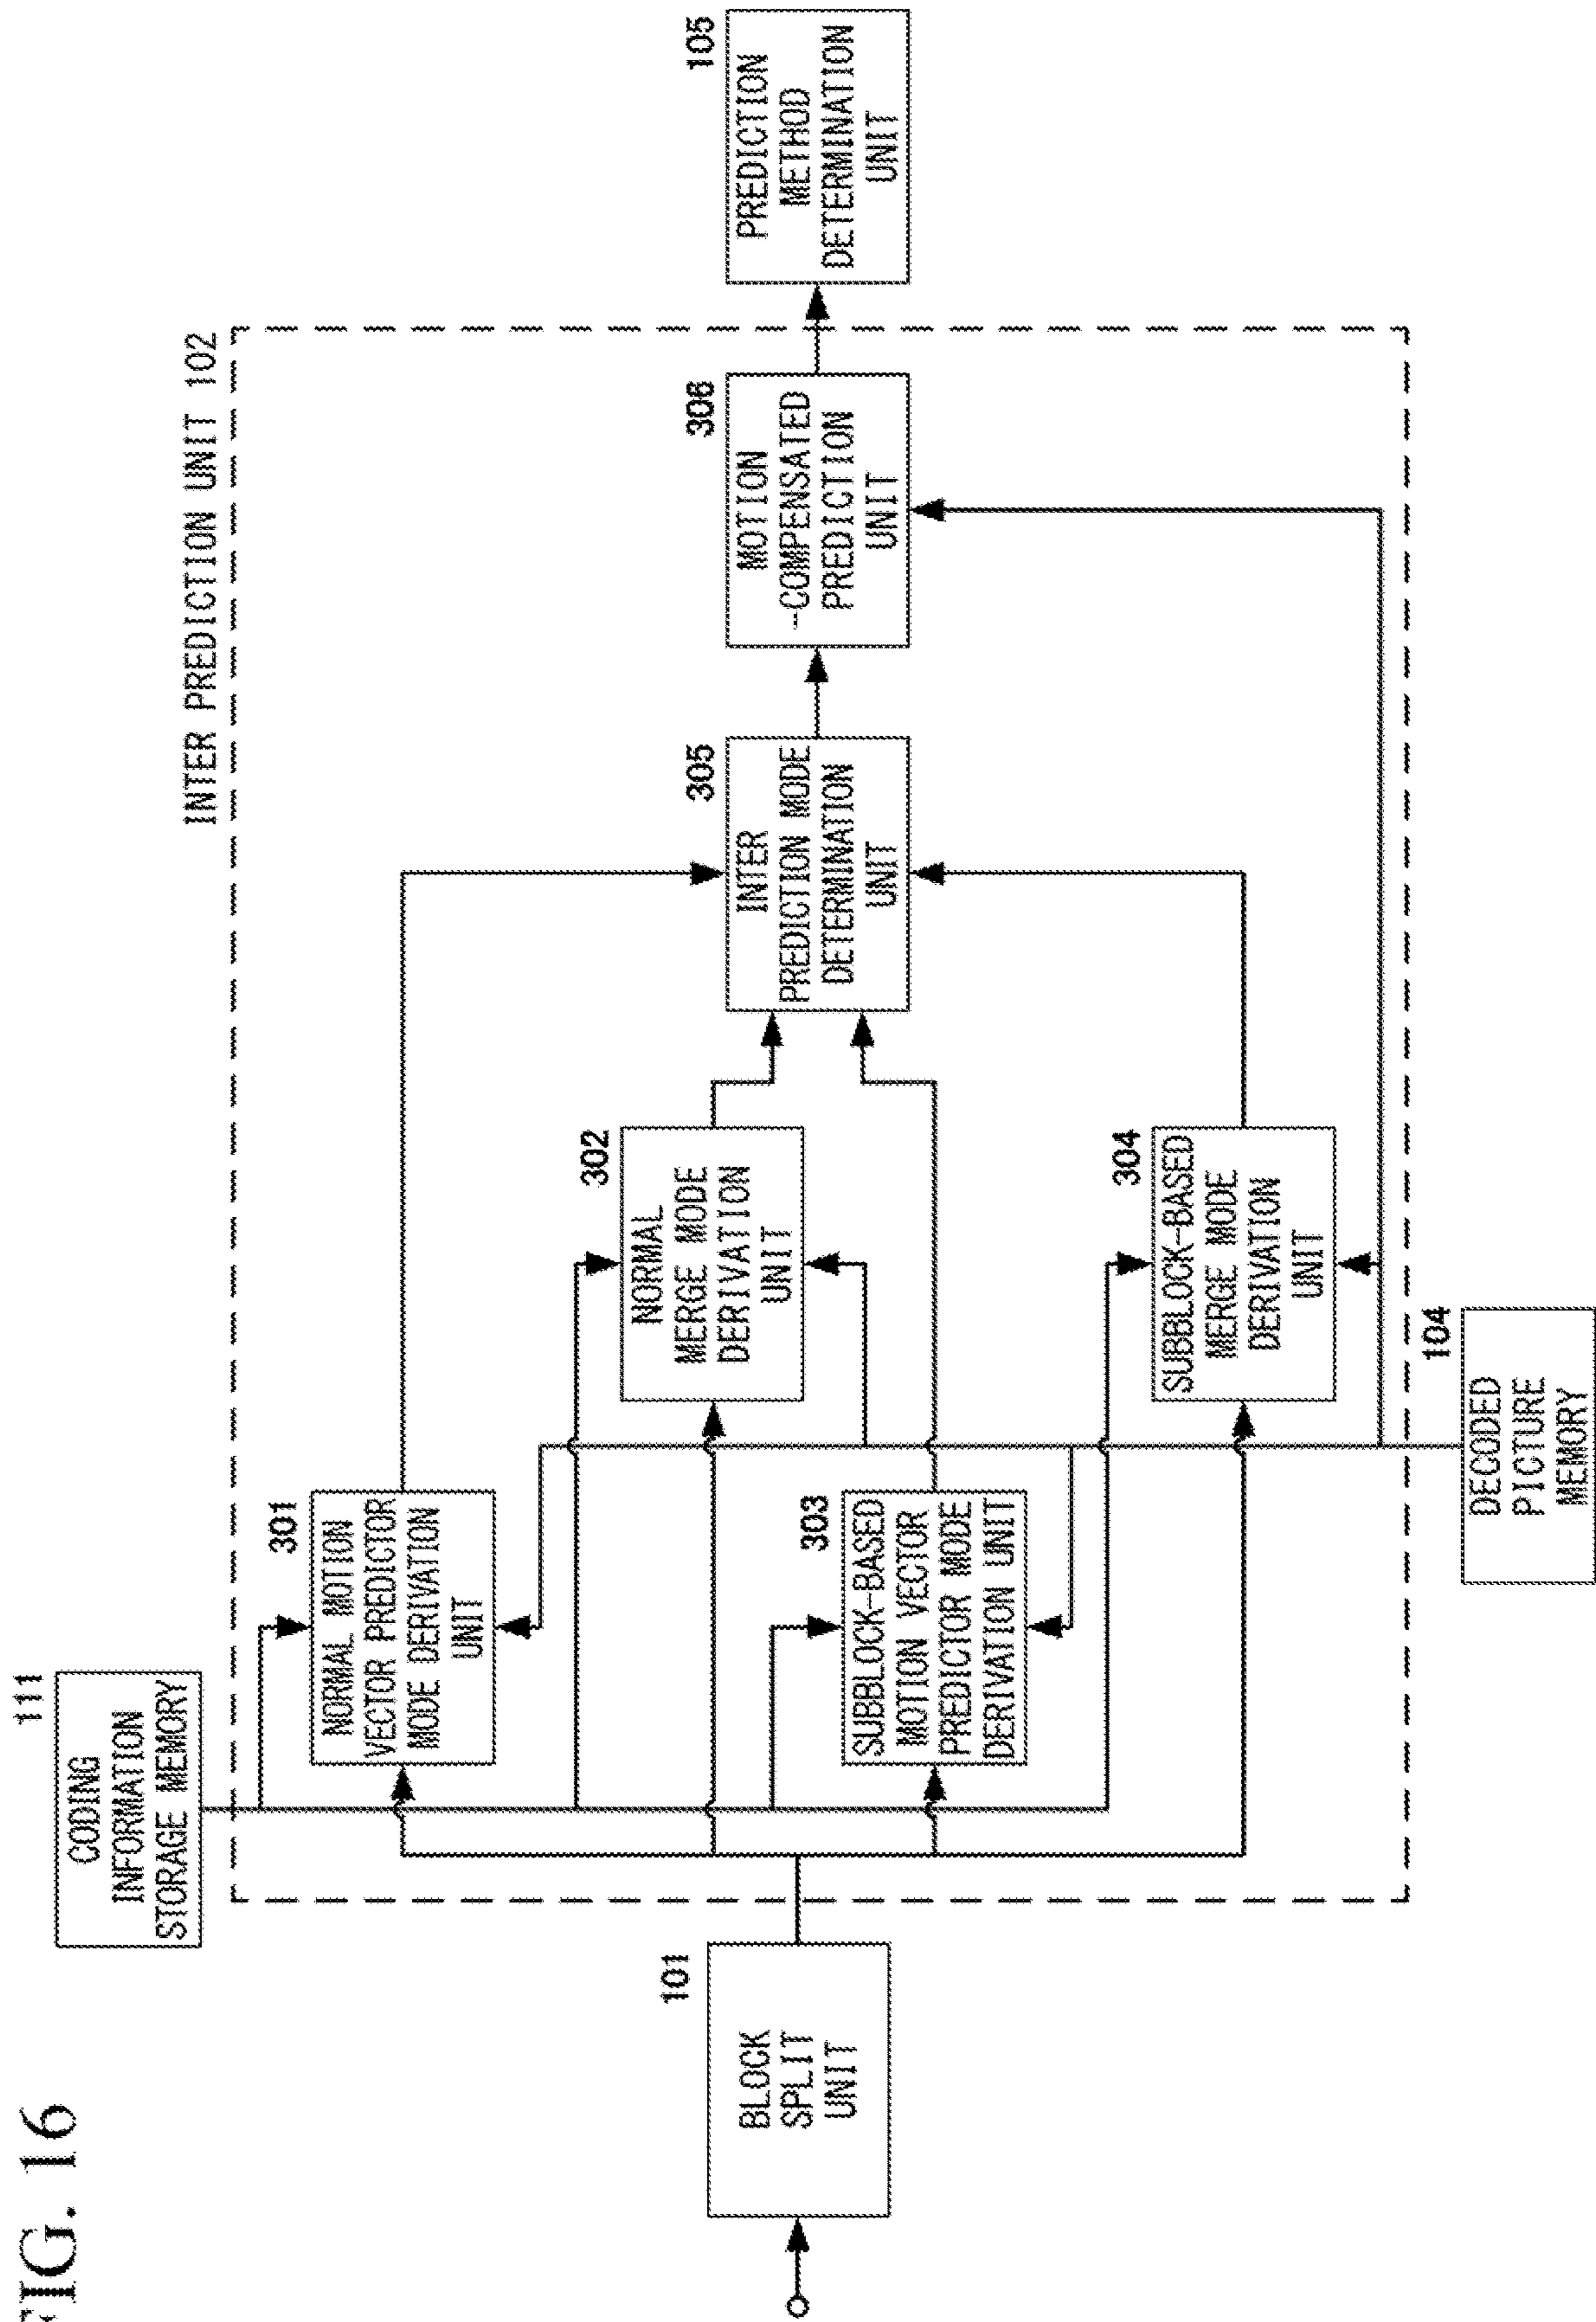 FIG. 16
INTER PREDICTION UNIT 102
111
CODING
INFORMATION
STORAGE MEMORY
301
NORMAL MOTION
VECTOR PREDICTOR
MODE DERIVATION
UNIT
302
NORMAL
MERGE MODE
DERIVATION
UNIT
101
BLOCK
SPLIT
UNIT
303
SUBBLOCK-BASED
MOTION VECTOR
PREDICTOR MODE
DERIVATION UNIT
304
SUBBLOCK-BASED
MERGE MODE
DERIVATION
UNIT
305
INTER
PREDICTION MODE
DETERMINATION
UNIT
306
MOTION
-COMPENSATED
PREDICTION
UNIT
105
PREDICTION
METHOD
DETERMINATION
UNIT
104
DECODED
PICTURE
MEMORY